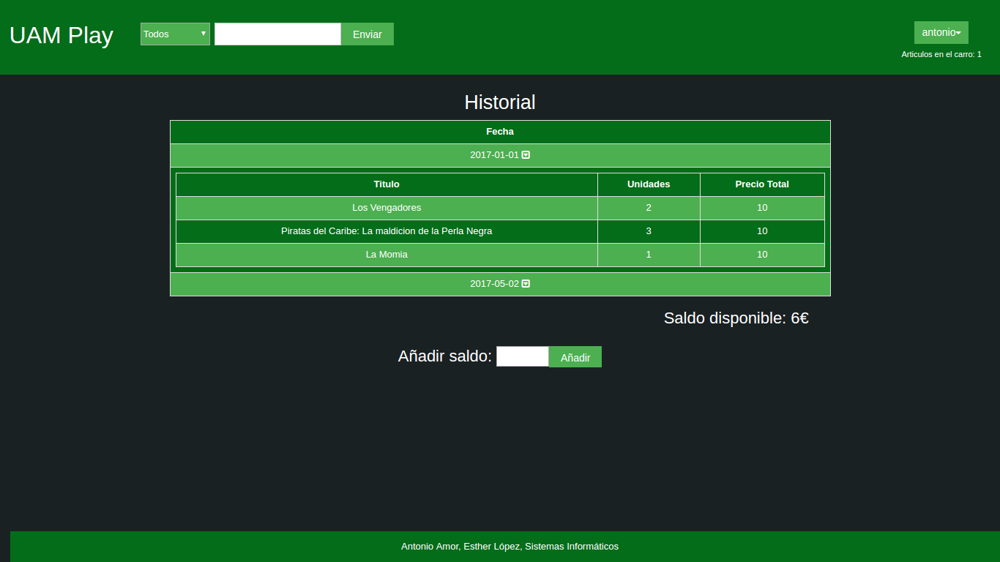 UAM Play Todos Enviar antonio
Articulos en el carro: 1
Historial
Fecha
2017-01-01
Titulo Unidades Precio Total
Los Vengadores 2 10
Piratas del Caribe: La maldicion de la Perla Negra 3 10
La Momia 1 10
2017-05-02
Saldo disponible: 6€
Añadir saldo: Añadir
Antonio Amor, Esther López, Sistemas Informáticos